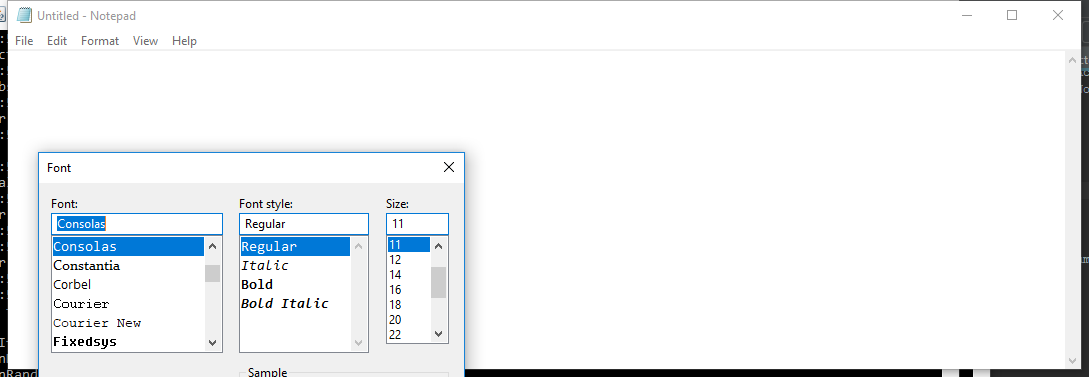 Untitled - Notepad
File Edit Format View Help
Font
Font: Font style: Size:
Consolas Regular 11
Consolas Regular 11
Constantia Italic 12
Corbel Bold 14
Courier Bold Italic 16
Courier New 18
Fixedsys 20
22
Sample